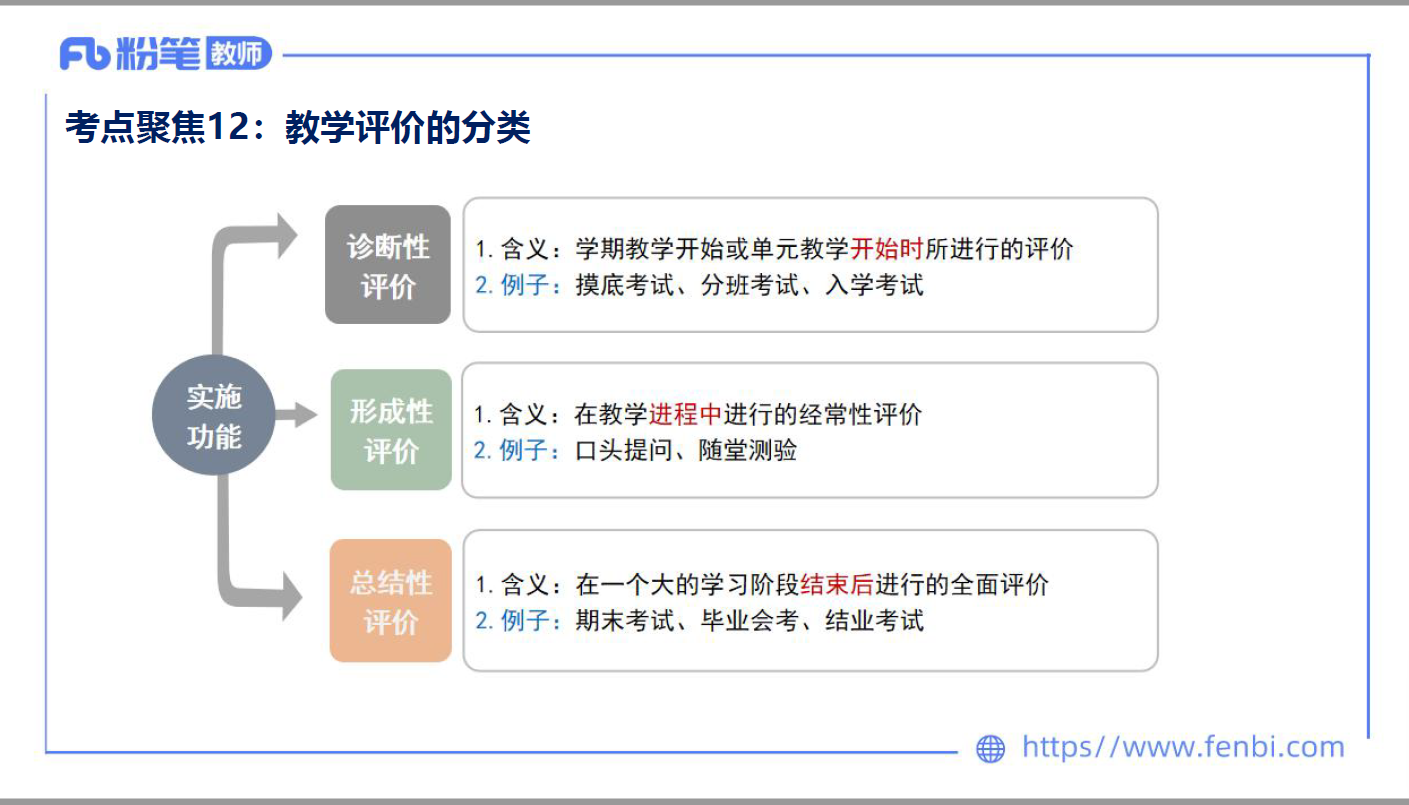 Fb粉笔教师
考点聚焦12：教学评价的分类
实施
功能
诊断性
评价
1. 含义：学期教学开始或单元教学开始时所进行的评价
2. 例子：摸底考试、分班考试、入学考试
形成性
评价
1. 含义：在教学进程中进行的经常性评价
2. 例子：口头提问、随堂测验
总结性
评价
1. 含义：在一个大的学习阶段结束后进行的全面评价
2. 例子：期末考试、毕业会考、结业考试
https//www.fenbi.com